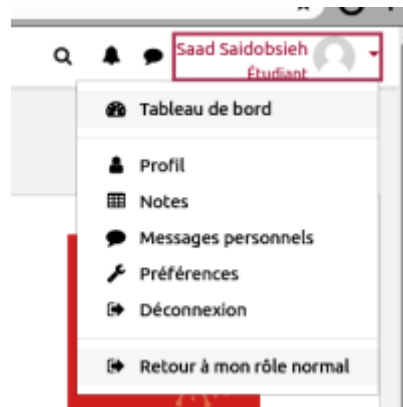 Saad Saidobsieh
Étudiant
Tableau de bord
Profil
Notes
Messages personnels
Préférences
Déconnexion
Retour à mon rôle normal